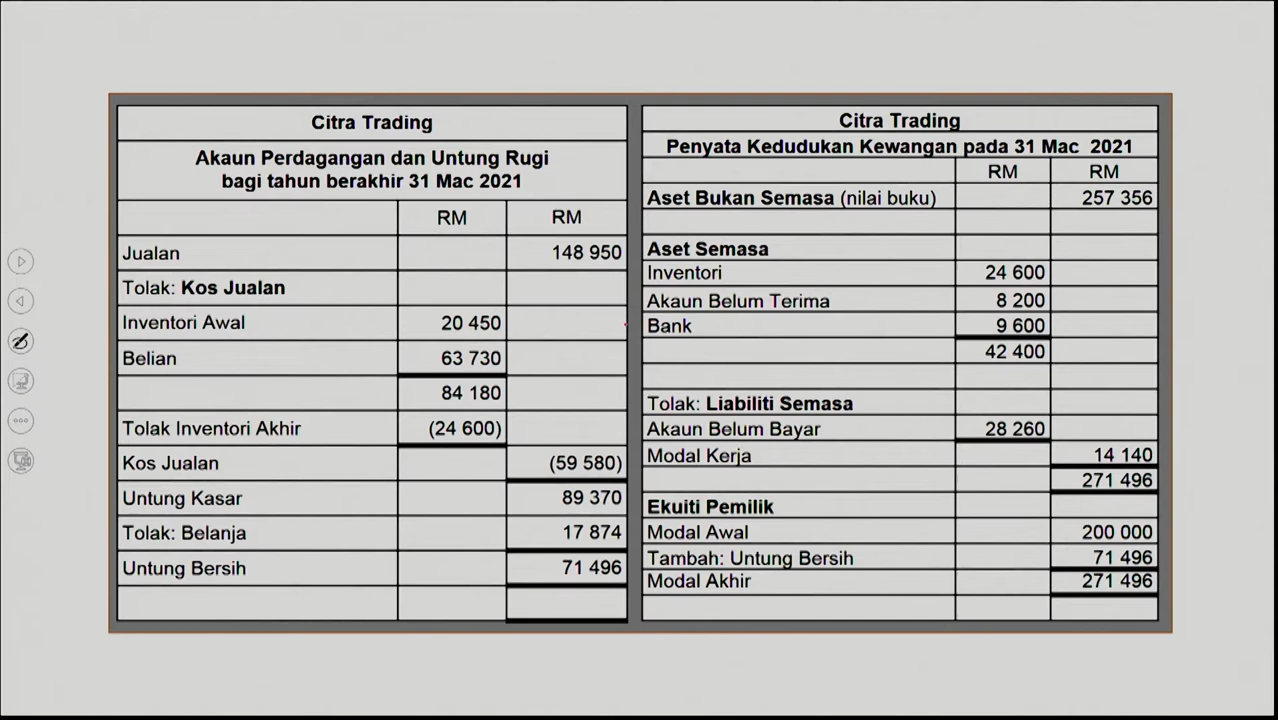 Citra Trading
Akaun Perdagangan dan Untung Rugi
bagi tahun berakhir 31 Mac 2021
RM RM
Jualan 148 950
Tolak: Kos Jualan
Inventori Awal 20 450
Belian 63 730
84 180
Tolak Inventori Akhir (24 600)
Kos Jualan (59 580)
Untung Kasar 89 370
Tolak: Belanja 17 874
Untung Bersih 71 496
Citra Trading
Penyata Kedudukan Kewangan pada 31 Mac 2021
RM RM
Aset Bukan Semasa (nilai buku) 257 356
Aset Semasa
Inventori 24 600
Akaun Belum Terima 8 200
Bank 9 600
42 400
Tolak: Liabiliti Semasa
Akaun Belum Bayar 28 260
Modal Kerja 14 140
271 496
Ekuiti Pemilik
Modal Awal 200 000
Tambah: Untung Bersih 71 496
Modal Akhir 271 496